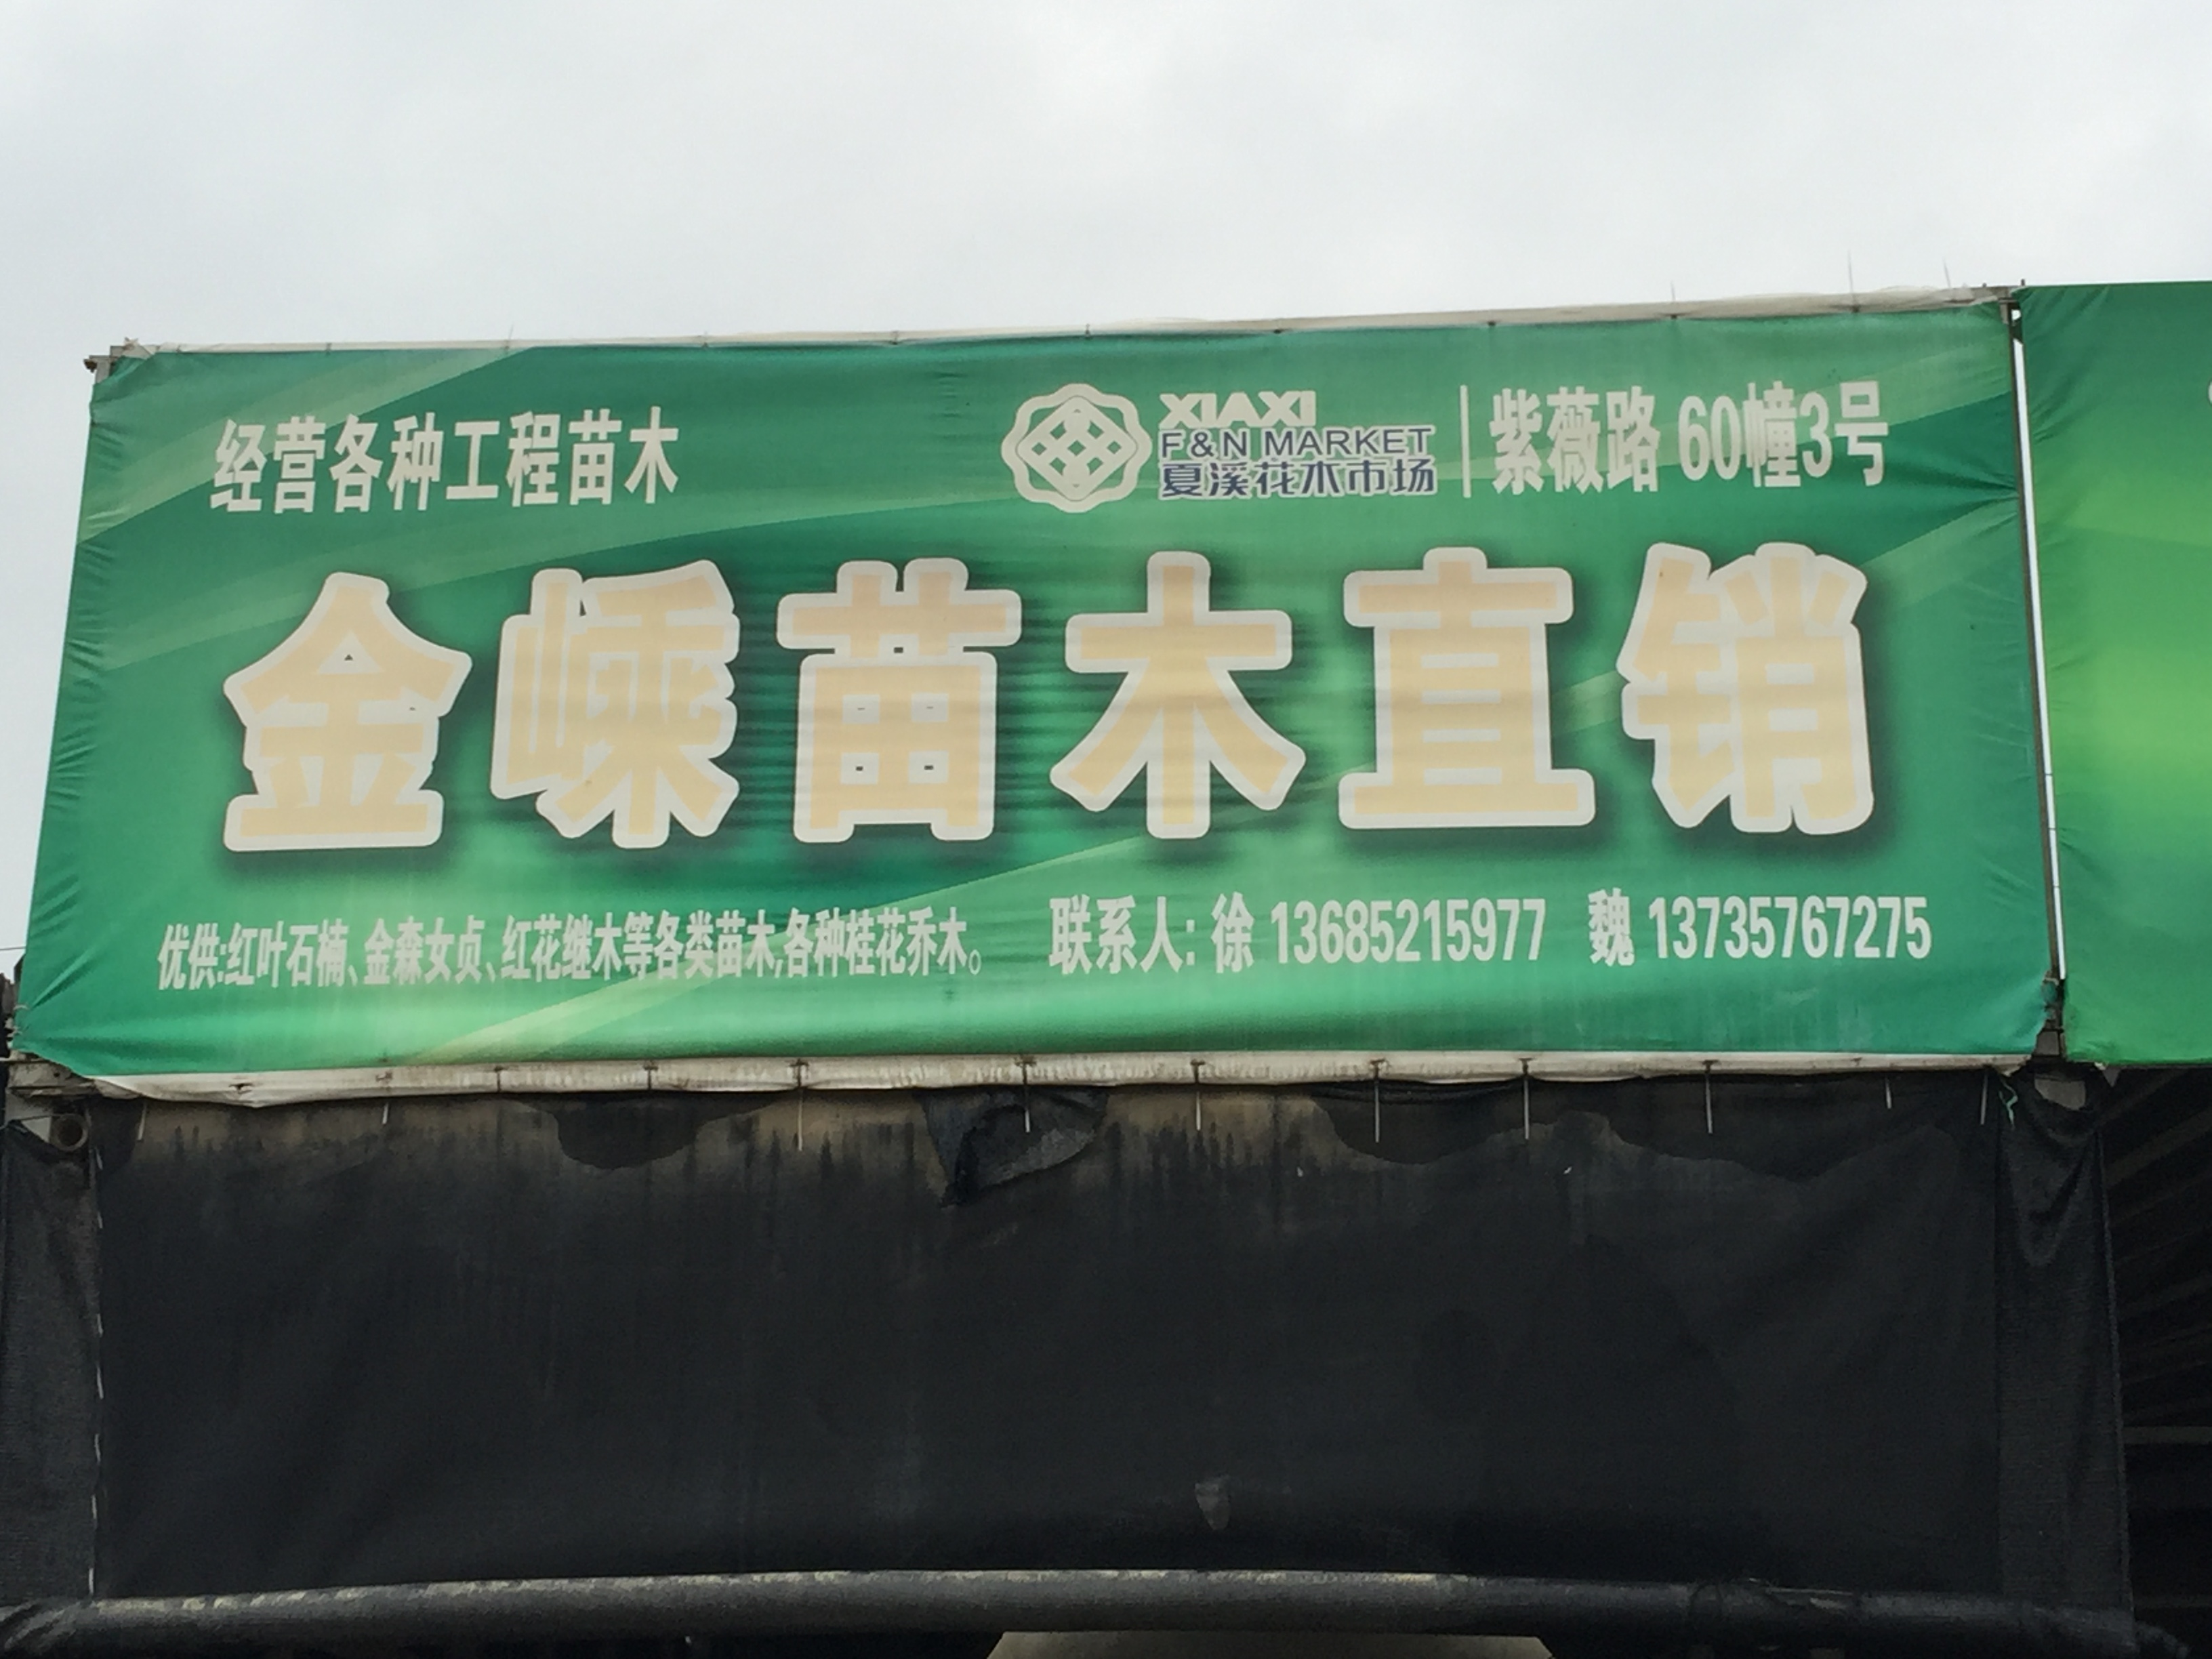 经营各种工程苗木
XIAXI
F&N MARKET
夏溪花木市场
紫薇路 60幢3号
金嵊苗木直销
优供:红叶石楠、金森女贞、红花继木等各类苗木,各种桂花乔木。
联系人: 徐 13685215977 魏 13735767275